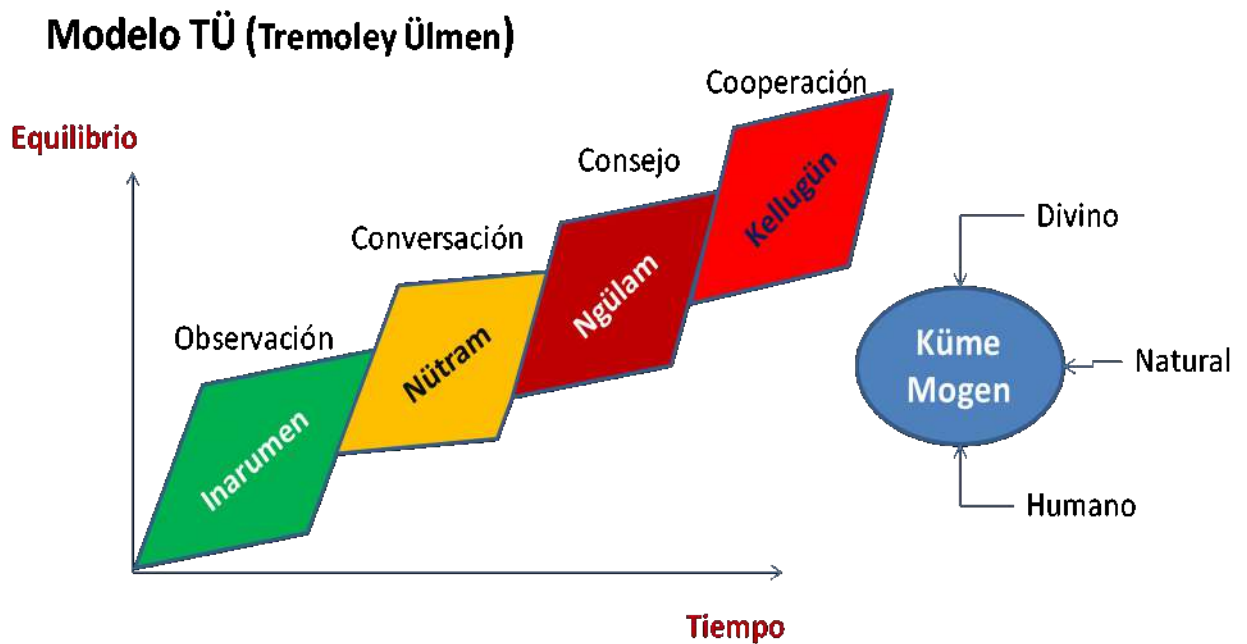 Modelo TÜ (Tremoley Ülmen)
Cooperación
Equilibrio
Consejo
Kellugün
Conversación
Divino
Ngülam
Observación
Nütram
Küme
Mogen
Natural
Inarumen
Humano
Tiempo